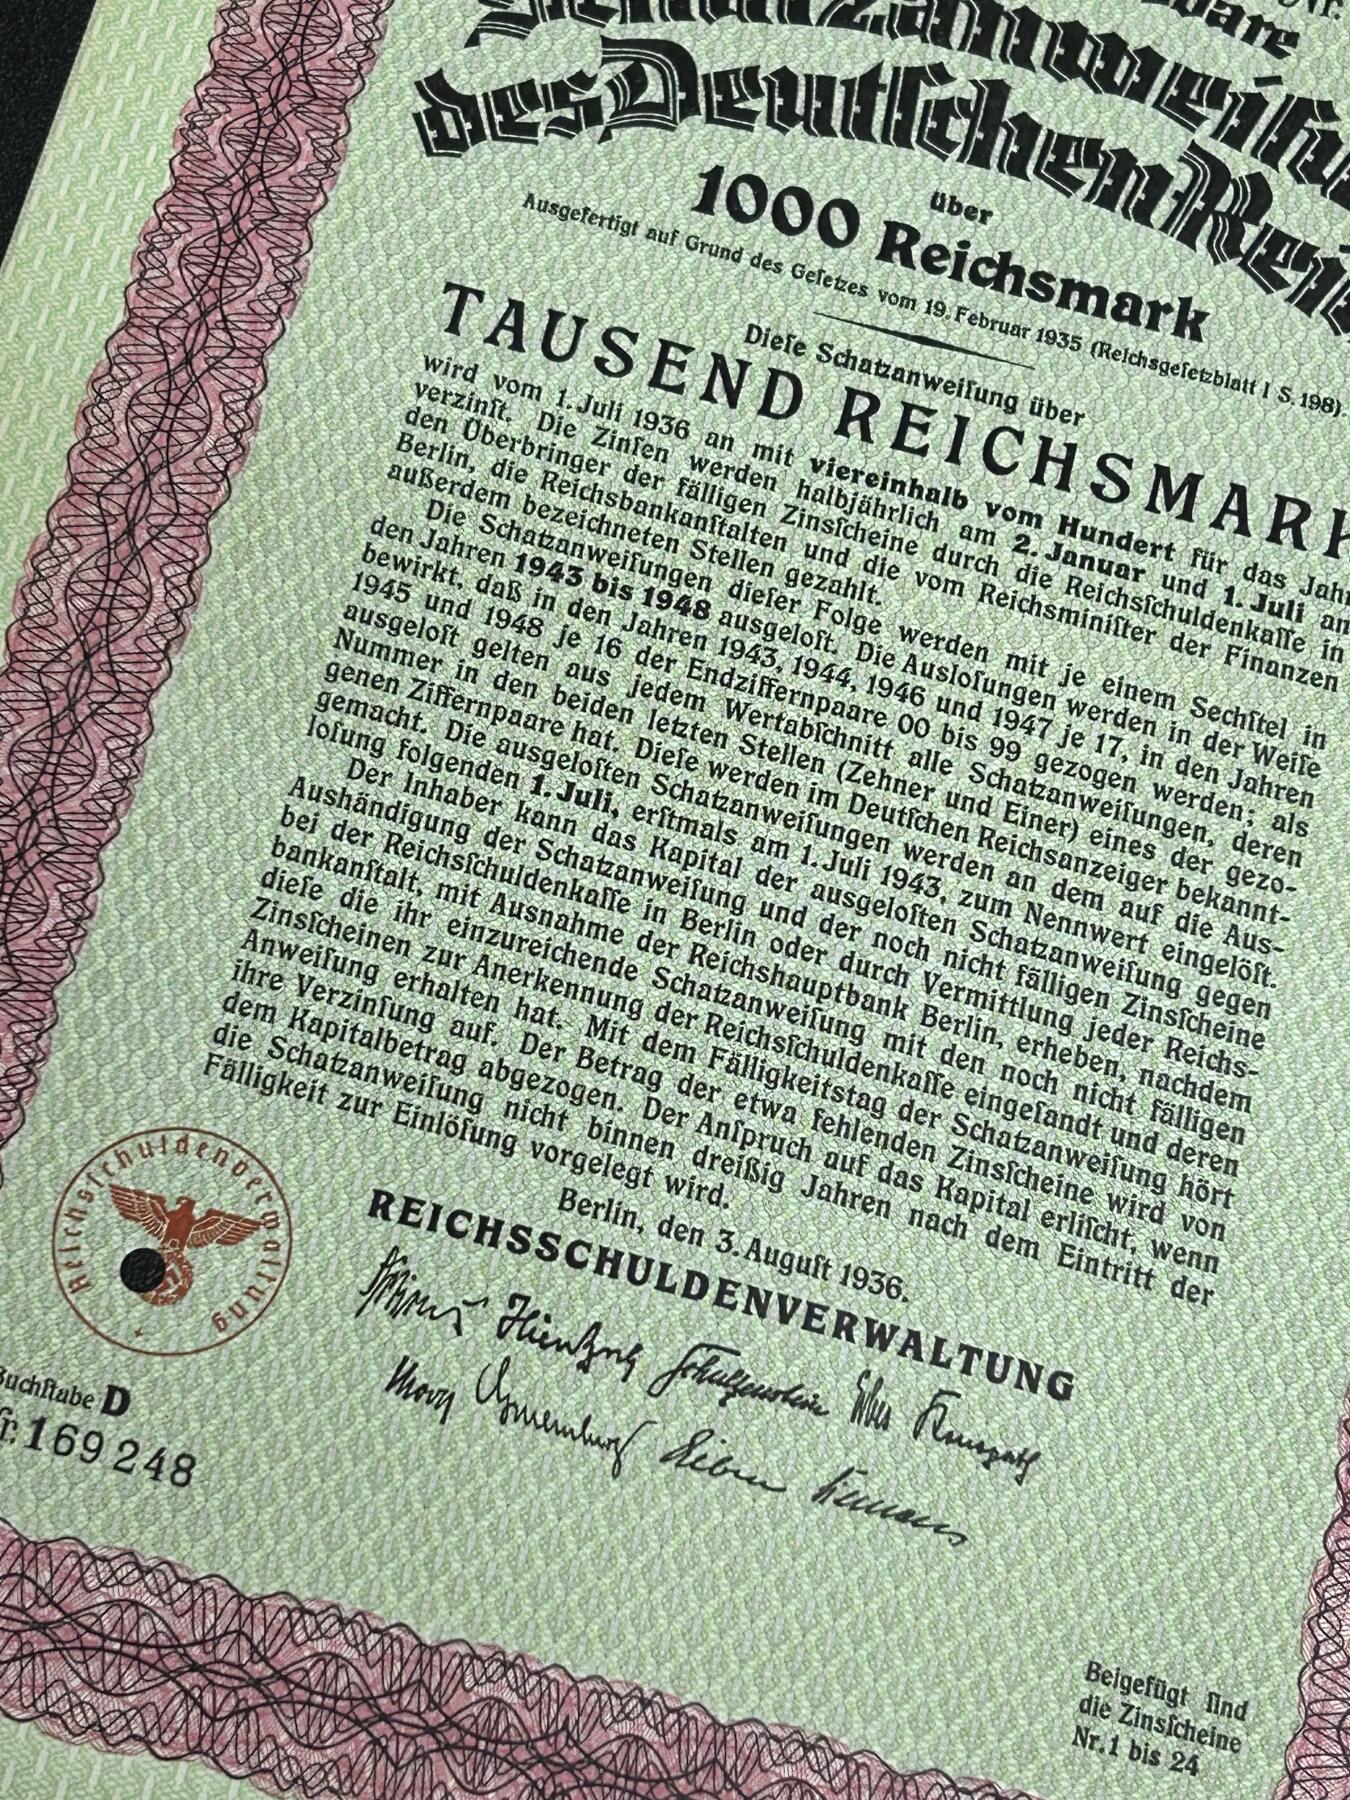 des Deutſchen Rei
über
1000 Reichsmark
Ausgefertigt auf Grund des Geſetzes vom 19. Februar 1935 (Reichsgeſetzblatt I S. 198).
Dieſe Schatzanweiſung über
TAUSEND REICHSMARK
wird vom 1. Juli 1936 an mit viereinhalb vom Hundert für das Jahr
verzinſt. Die Zinſen werden halbjährlich am 2. Januar und 1. Juli an
den Überbringer der fälligen Zinsſcheine durch die Reichsſchuldenkaſſe in
Berlin, die Reichsbankanſtalten und die vom Reichsminiſter der Finanzen
außerdem bezeichneten Stellen gezahlt.
Die Schatzanweiſungen dieſer Folge werden mit je einem Sechſtel in
den Jahren 1943 bis 1948 ausgeloſt. Die Ausloſungen werden in der Weiſe
bewirkt, daß in den Jahren 1943, 1944, 1946 und 1947 je 17, in den Jahren
1945 und 1948 je 16 der Endziffernpaare 00 bis 99 gezogen werden; als
ausgeloſt gelten aus jedem Wertabſchnitt alle Schatzanweiſungen, deren
Nummer in den beiden letzten Stellen (Zehner und Einer) eines der gezo-
genen Ziffernpaare hat. Dieſe werden im Deutſchen Reichsanzeiger bekannt-
gemacht. Die ausgeloſten Schatzanweiſungen werden an dem auf die Aus-
loſung folgenden 1. Juli, erſtmals am 1. Juli 1943, zum Nennwert eingelöſt.
Der Inhaber kann das Kapital der ausgeloſten Schatzanweiſung gegen
Aushändigung der Schatzanweiſung und der noch nicht fälligen Zinsſcheine
bei der Reichsſchuldenkaſſe in Berlin oder durch Vermittlung jeder Reichs-
bankanſtalt, mit Ausnahme der Reichshauptbank Berlin, erheben, nachdem
dieſe die ihr einzureichende Schatzanweiſung mit den noch nicht fälligen
Zinsſcheinen zur Anerkennung der Reichsſchuldenkaſſe eingeſandt und deren
Anweiſung erhalten hat. Mit dem Fälligkeitstag der Schatzanweiſung hört
ihre Verzinſung auf. Der Betrag der etwa fehlenden Zinsſcheine wird von
dem Kapitalbetrag abgezogen. Der Anſpruch auf das Kapital erliſcht, wenn
die Schatzanweiſung nicht binnen dreißig Jahren nach dem Eintritt der
Fälligkeit zur Einlöſung vorgelegt wird.
Berlin, den 3. Auguſt 1936.
REICHSSCHULDENVERWALTUNG
Reichsſchuldenverwaltung
Buchſtabe D
Nr. 169 248
Beigefügt ſind
die Zinsſcheine
Nr. 1 bis 24